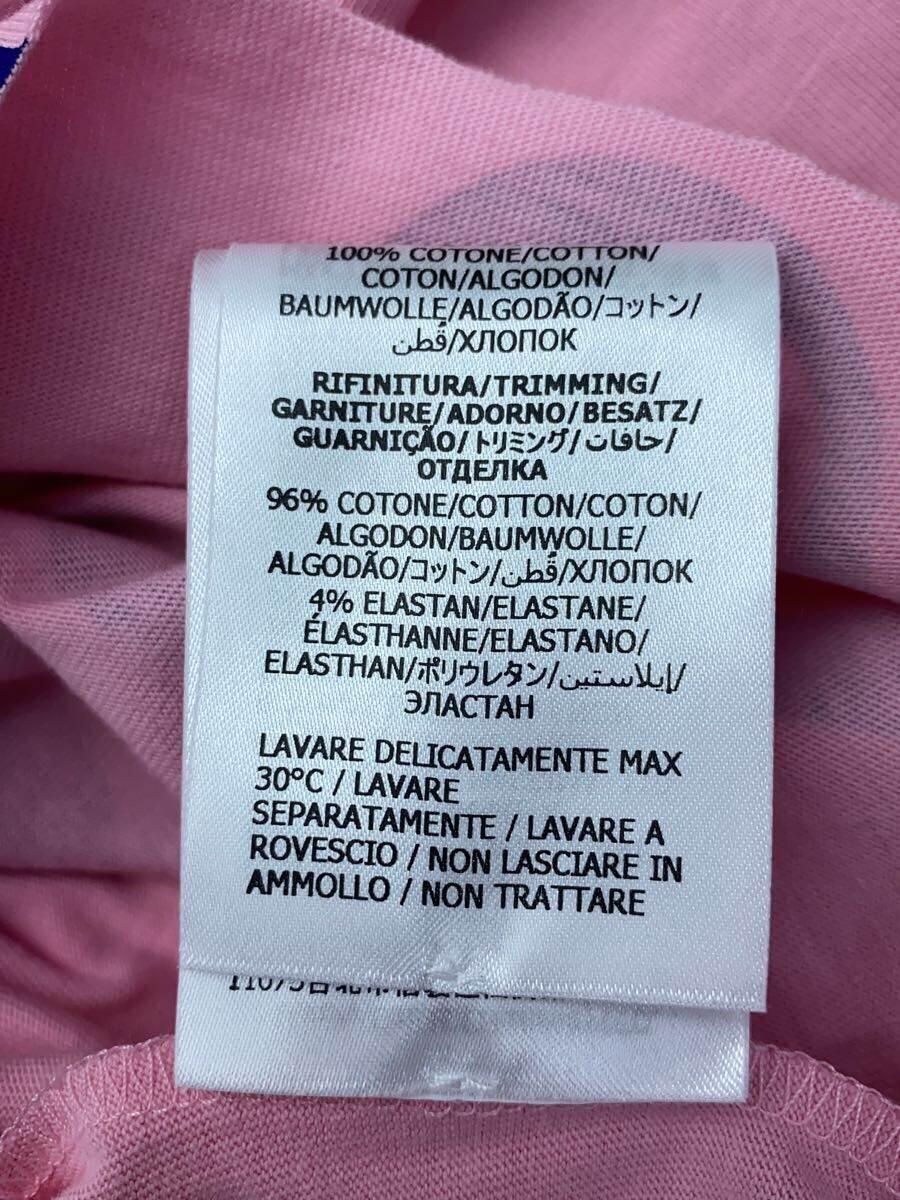 100% COTONE/COTTON/
COTON/ALGODON/
BAUMWOLLE/ALGODÃO/コットン/
قُطن/ХЛОПОК
RIFINITURA/TRIMMING/
GARNITURE/ADORNO/BESATZ/
GUARNIÇÃO/トリミング/حافات/
ОТДЕЛКА
96% COTONE/COTTON/COTON/
ALGODON/BAUMWOLLE/
ALGODÃO/コットン/قُطن/ХЛОПОК
4% ELASTAN/ELASTANE/
ÉLASTHANNE/ELASTANO/
ELASTHAN/ポリウレタン/إيلاستين/
ЭЛАСТАН
LAVARE DELICATAMENTE MAX
30°C / LAVARE
SEPARATAMENTE / LAVARE A
ROVESCIO / NON LASCIARE IN
AMMOLLO / NON TRATTARE